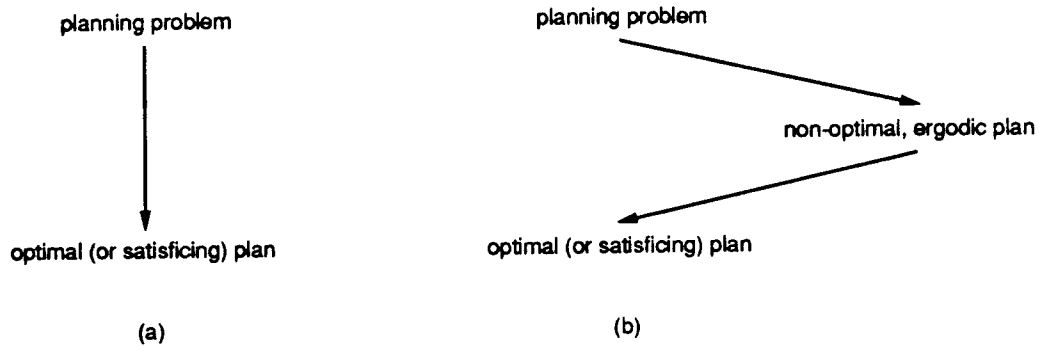 planning problem
optimal (or satisficing) plan
(a)
planning problem
non-optimal, ergodic plan
optimal (or satisficing) plan
(b)